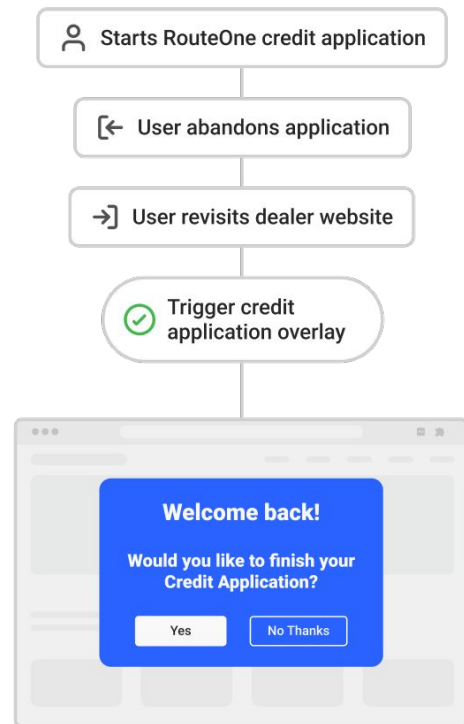 Starts RouteOne credit application
User abandons application
User revisits dealer website
Trigger credit
application overlay
Welcome back!
Would you like to finish your
Credit Application?
Yes
No Thanks